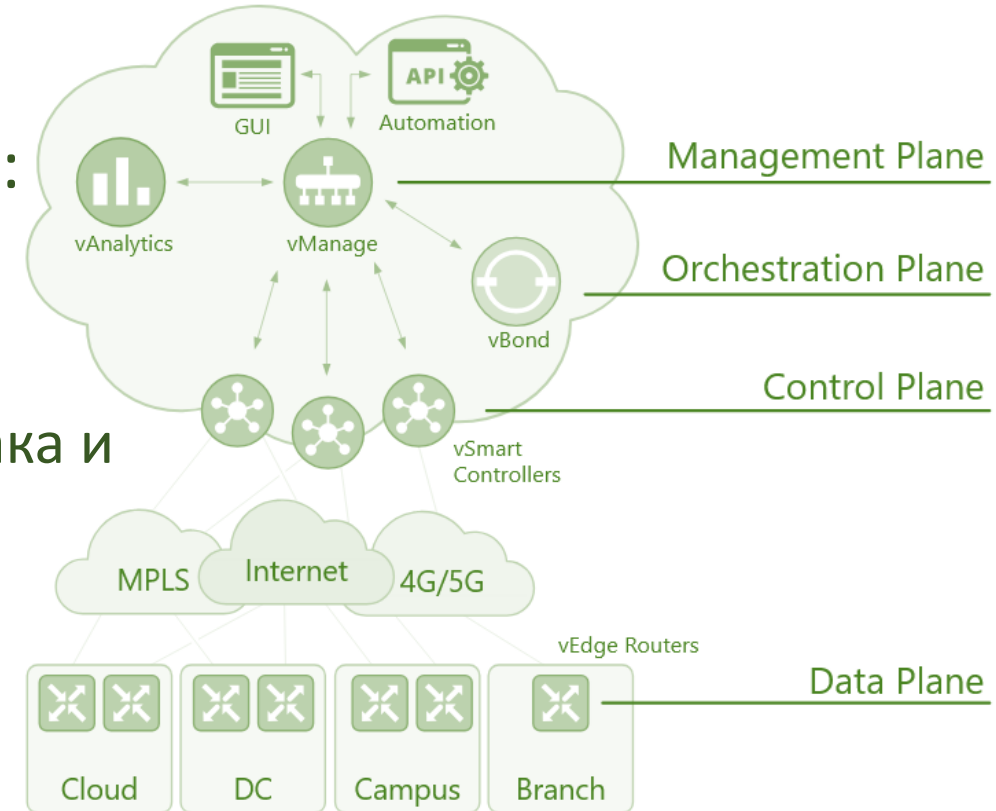 API
GUI
Automation
:
Management Plane
vAnalytics
vManage
Orchestration Plane
vBond
Control Plane
ака и
vSmart
Controllers
MPLS
Internet
4G/5G
vEdge Routers
Data Plane
Cloud
DC
Campus
Branch